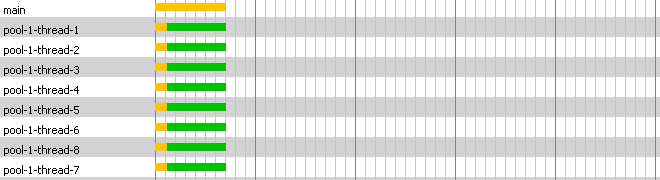 main
pool-1-thread-1
pool-1-thread-2
pool-1-thread-3
pool-1-thread-4
pool-1-thread-5
pool-1-thread-6
pool-1-thread-8
pool-1-thread-7